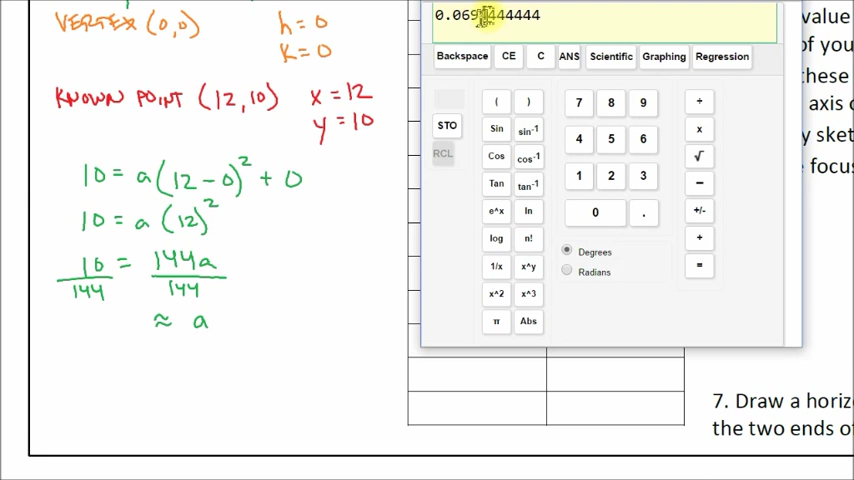 VERTEX (0,0) h = 0
k = 0
KNOWN POINT (12, 10) x = 12
y = 10
10 = a(12 - 0)² + 0
10 = a(12)²
10 = 144a
144 144
≈ a
Backspace CE C ANS Scientific Graphing Regression
STO
RCL
( )
Sin sin⁻¹
Cos cos⁻¹
Tan tan⁻¹
e^x ln
log n!
1/x x^y
x^2 x^3
π Abs
7 8 9
4 5 6
1 2 3
0 .
Degrees
Radians
÷
x
√
−
+/-
+
=
value
of you
these
axis o
y sket
e focus
7. Draw a horiz
the two ends of